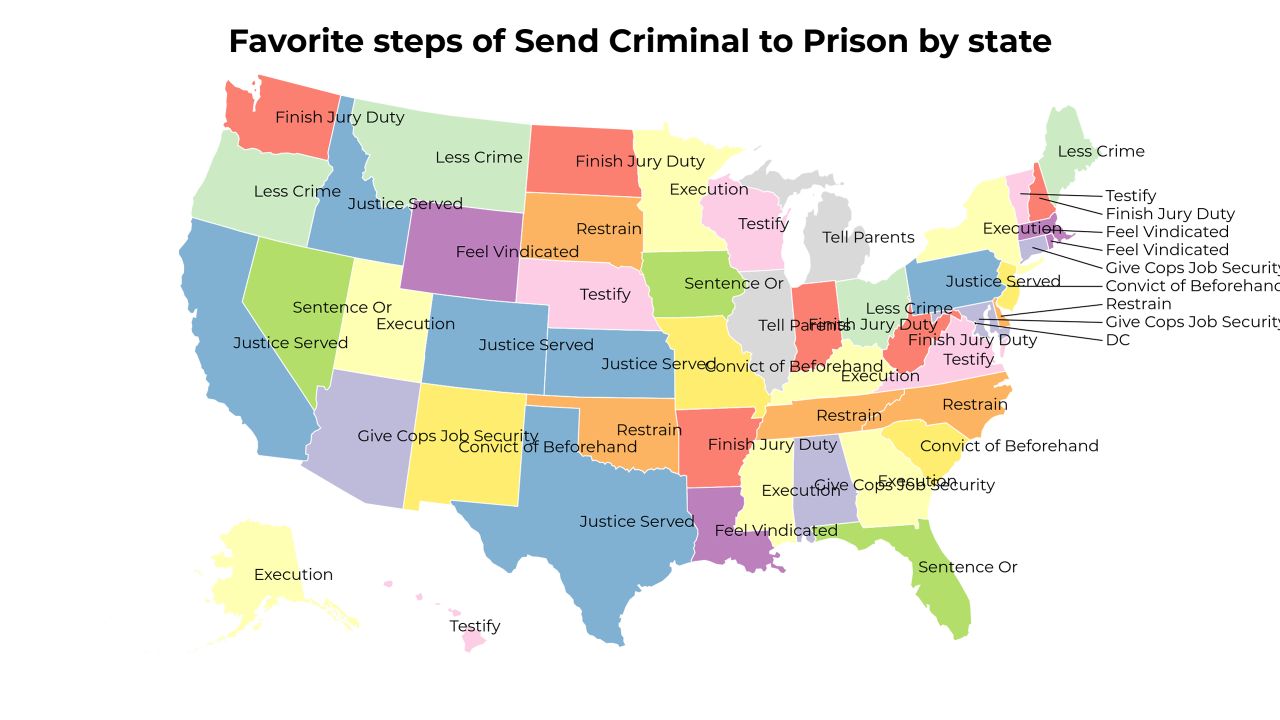 Favorite steps of Send Criminal to Prison by state
Finish Jury Duty
Less Crime
Less Crime
Finish Jury Duty
Less Crime
Execution
Justice Served
Testify
Finish Jury Duty
Restrain
Testify
Execution
Feel Vindicated
Tell Parents
Feel Vindicated
Feel Vindicated
Give Cops Job Security
Justice Served
Sentence Or
Convict of Beforehand
Testify
Restrain
Sentence Or
Less Crime
Give Cops Job Security
Execution
Tell Parents
Finish Jury Duty
Finish Jury Duty
DC
Justice Served
Justice Served
Justice Served
Convict of Beforehand
Testify
Execution
Restrain
Restrain
Give Cops Job Security
Convict of Beforehand
Restrain
Finish Jury Duty
Convict of Beforehand
Execution
Give Cops Job Security
Execution
Justice Served
Feel Vindicated
Sentence Or
Execution
Testify